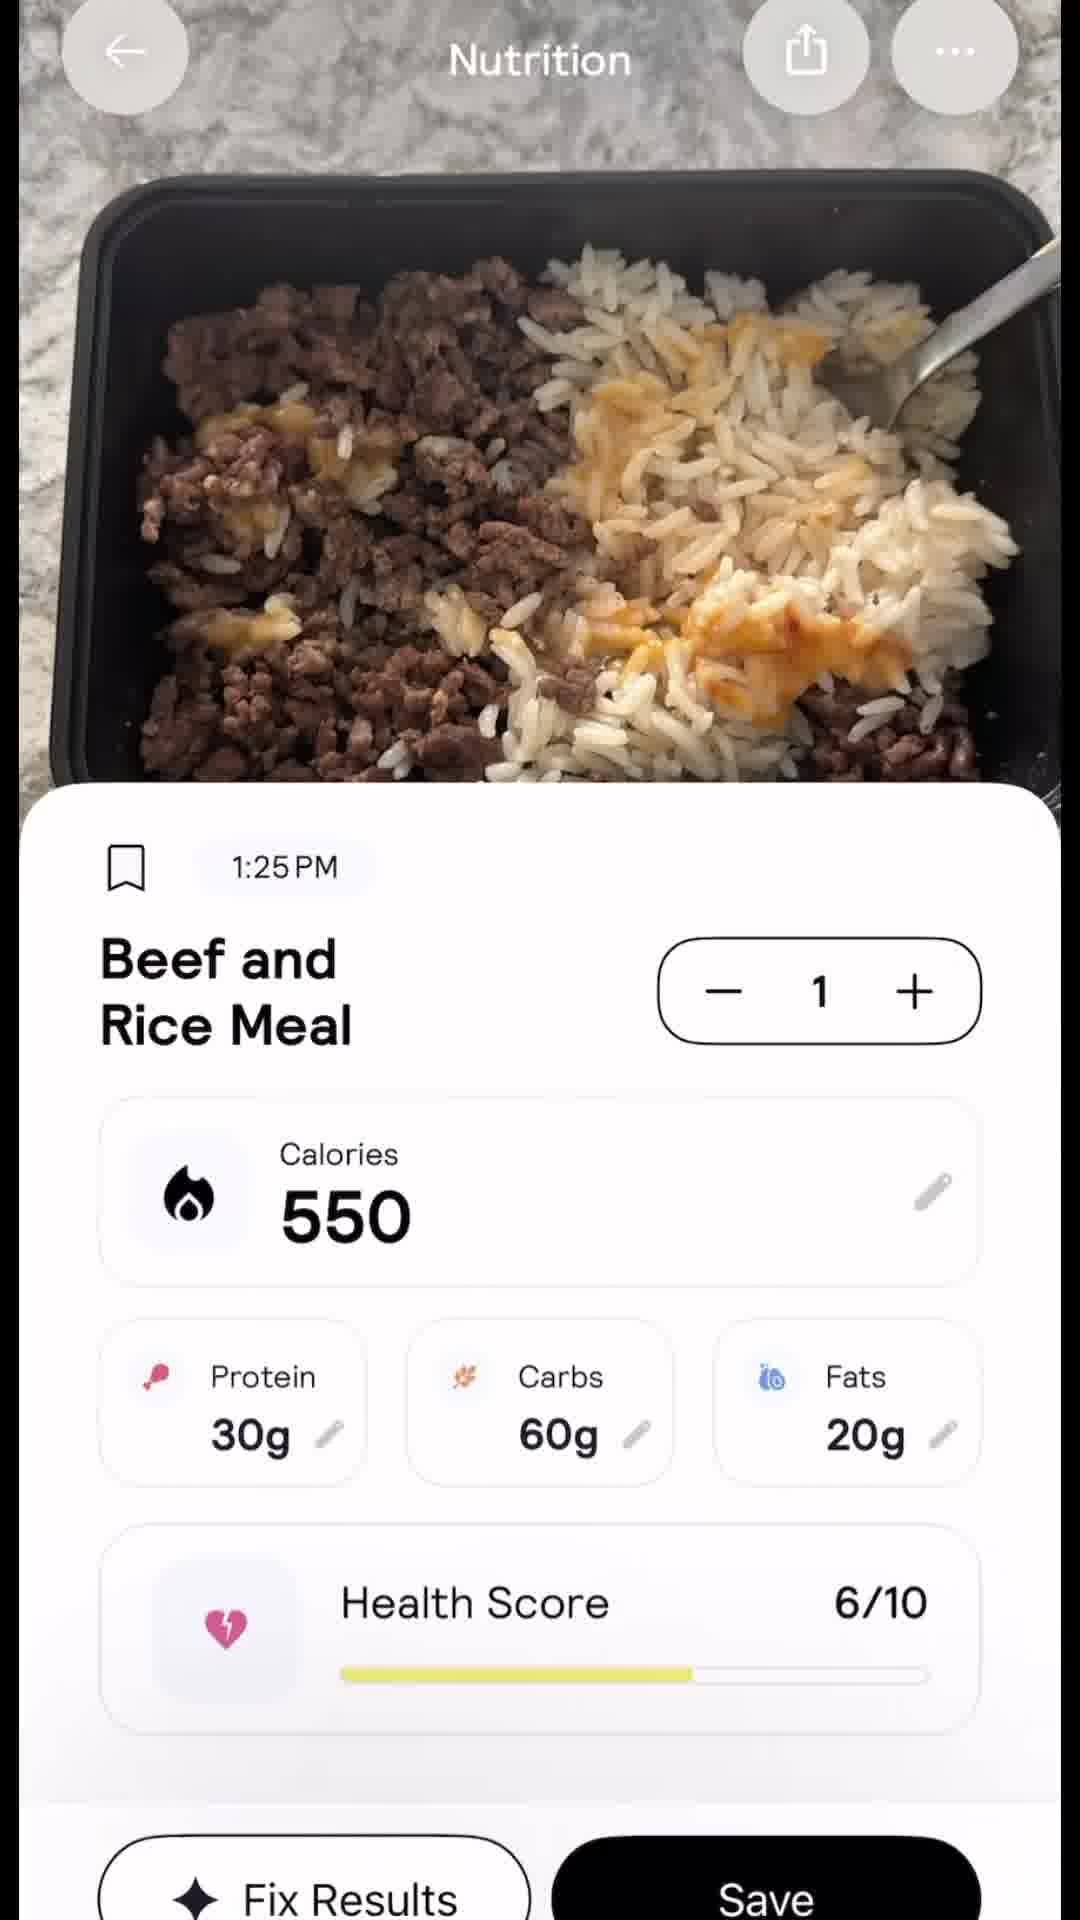 Nutrition
1:25 PM
Beef and
Rice Meal
1
Calories
550
Protein
30g
Carbs
60g
Fats
20g
Health Score
6/10
Fix Results
Save